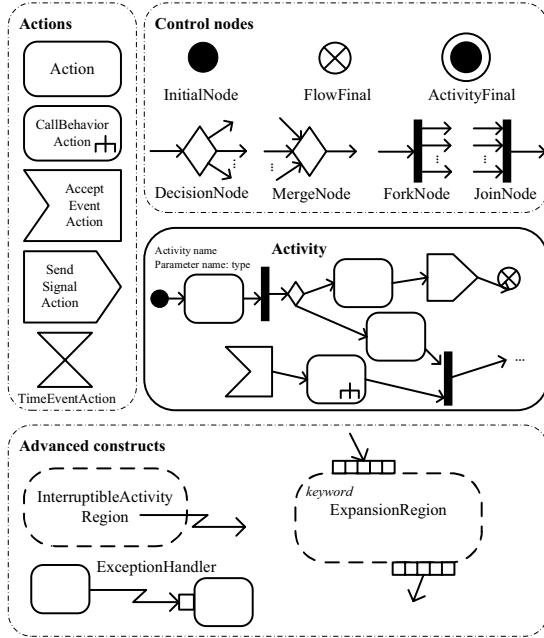 Actions
Action
CallBehavior
Action
Accept
Event
Action
Send
Signal
Action
TimeEventAction
Control nodes
InitialNode
FlowFinal
ActivityFinal
DecisionNode
MergeNode
ForkNode
JoinNode
Activity name
Activity
Parameter name: type
...
Advanced constructs
InterruptibleActivity
Region
ExceptionHandler
keyword
ExpansionRegion